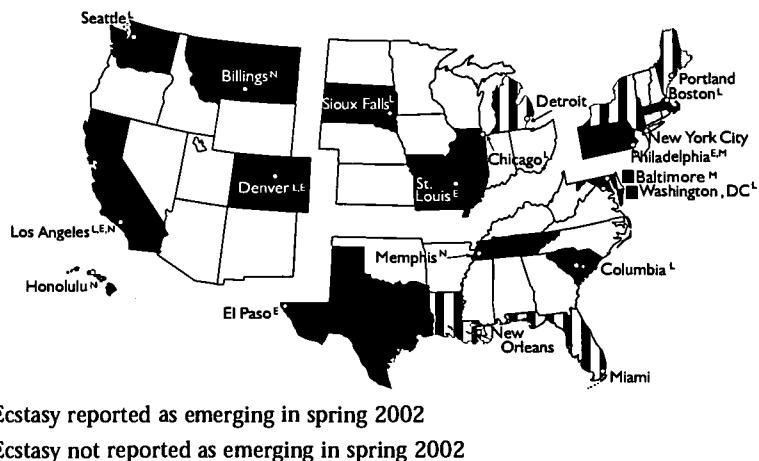 Seattle L
Billings N
Sioux Falls L
Detroit
Portland
Boston L
New York City
Philadelphia E,M
Chicago L
Denver L,E
St. Louis E
Baltimore M
Washington, DC L
Los Angeles L,E,N
Memphis N
Columbia L
Honolulu N
El Paso E
New Orleans
Miami
Ecstasy reported as emerging in spring 2002
Ecstasy not reported as emerging in spring 2002